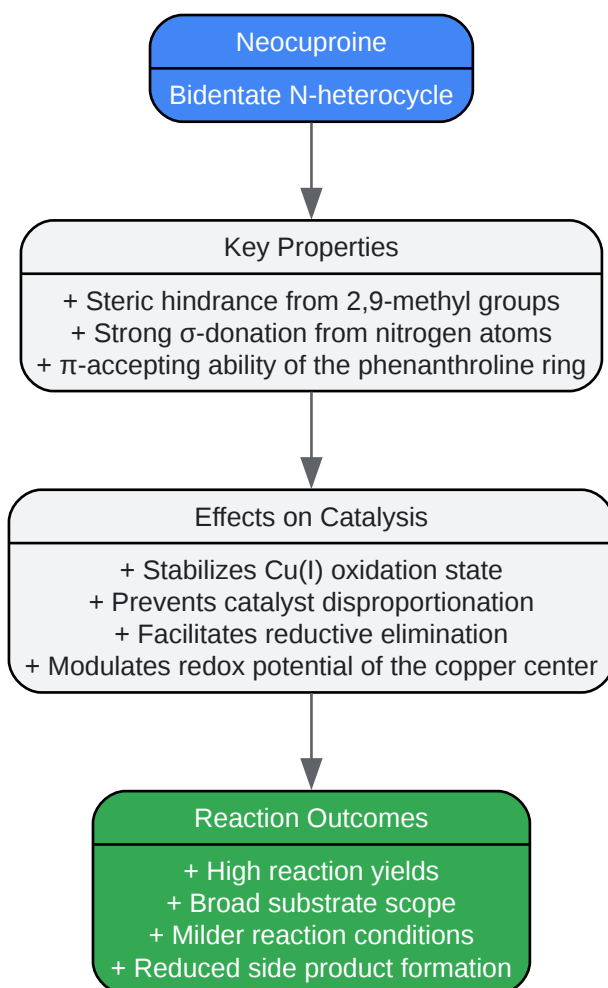 Neocuproine
Bidentate N-heterocycle
Key Properties
+ Steric hindrance from 2,9-methyl groups
+ Strong σ-donation from nitrogen atoms
+ π-accepting ability of the phenanthroline ring
Effects on Catalysis
+ Stabilizes Cu(I) oxidation state
+ Prevents catalyst disproportionation
+ Facilitates reductive elimination
+ Modulates redox potential of the copper center
Reaction Outcomes
+ High reaction yields
+ Broad substrate scope
+ Milder reaction conditions
+ Reduced side product formation